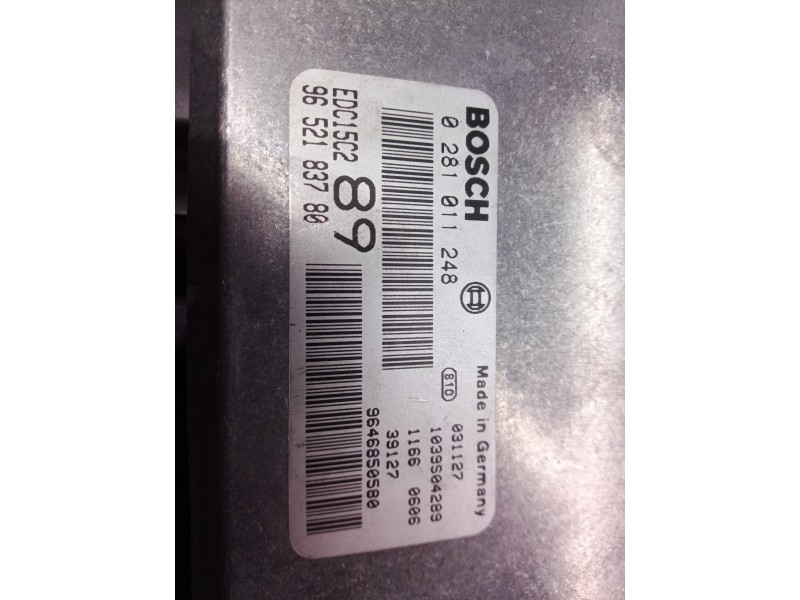 BOSCH
0 281 011 248
Made in Germany
810
EDC15C2
96 521 837 80
89
031127
1039S04289
1166 0606
39127
9646850580